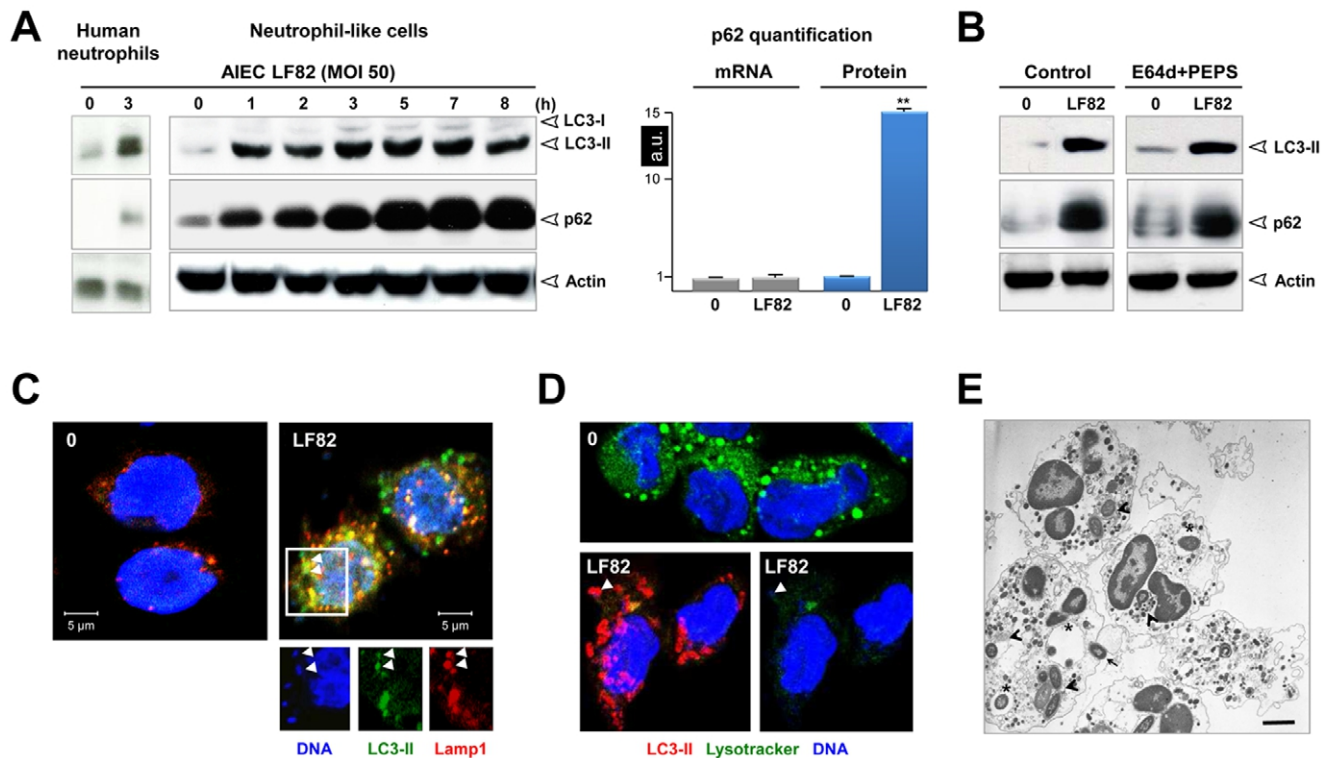 A
Human
neutrophils
Neutrophil-like cells
AIEC LF82 (MOI 50)
0 3 0 1 2 3 5 7 8 (h)
LC3-I
LC3-II
p62
Actin
p62 quantification
mRNA Protein
**
15
a.u.
10
1
0 LF82 0 LF82
B
Control E64d+PEPS
0 LF82 0 LF82
LC3-II
p62
Actin
C
0
5 µm
LF82
5 µm
DNA LC3-II Lamp1
D
0
LF82
LF82
LC3-II Lysotracker DNA
E
*
*
*